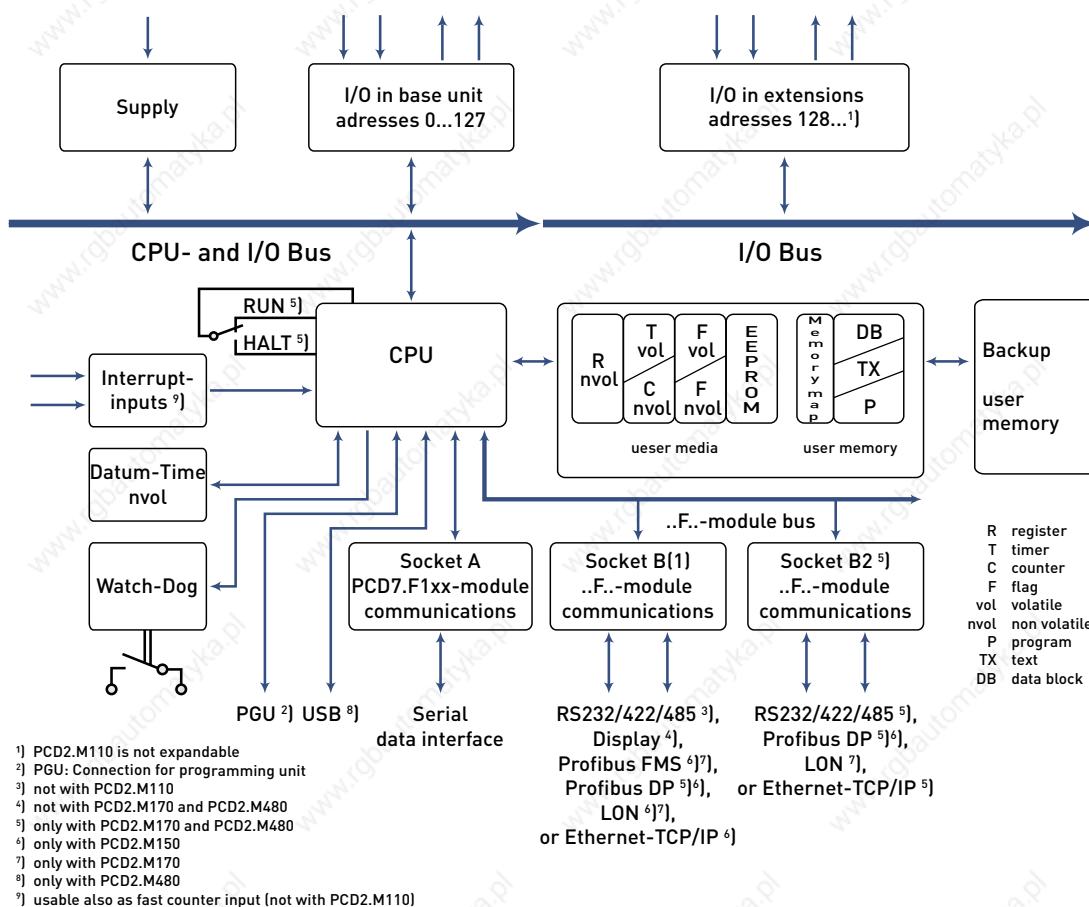 Supply
I/O in base unit
adresses 0...127
I/O in extensions
adresses 128...¹)
CPU- and I/O Bus
I/O Bus
RUN ⁵)
HALT ⁵)
CPU
Interrupt-
inputs ⁹)
Datum-Time
nvol
Watch-Dog
R
nvol
T
vol
C
nvol
F
vol
F
nvol
EEPROM
Memory map
DB
TX
P
ueser media
user memory
Backup
user
memory
..F..-module bus
Socket A
PCD7.F1xx-module
communications
Socket B(1)
..F..-module
communications
Socket B2 ⁵)
..F..-module
communications
R register
T timer
C counter
F flag
vol volatile
nvol non volatile
P program
TX text
DB data block
PGU ²)
USB ⁸)
Serial
data interface
RS232/422/485 ³),
Display ⁴),
Profibus FMS ⁶)⁷),
Profibus DP ⁵)⁶),
LON ⁶)⁷),
or Ethernet-TCP/IP ⁶)
RS232/422/485 ⁵),
Profibus DP ⁵)⁶),
LON ⁷),
or Ethernet-TCP/IP ⁵)
¹) PCD2.M110 is not expandable
²) PGU: Connection for programming unit
³) not with PCD2.M110
⁴) not with PCD2.M170 and PCD2.M480
⁵) only with PCD2.M170 and PCD2.M480
⁶) only with PCD2.M150
⁷) only with PCD2.M170
⁸) only with PCD2.M480
⁹) usable also as fast counter input (not with PCD2.M110)
www.rgbautomatyka.pl